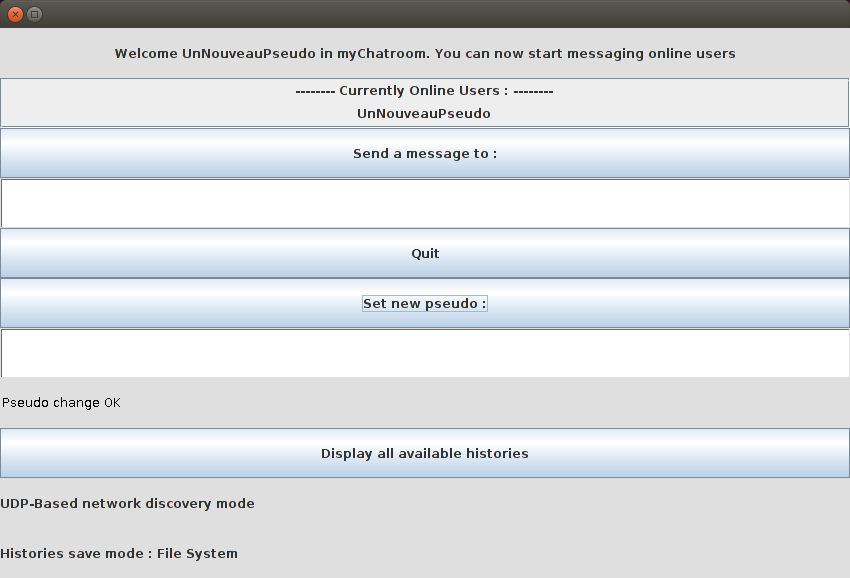 Welcome UnNouveauPseudo in myChatroom. You can now start messaging online users
-------- Currently Online Users : --------
UnNouveauPseudo
Send a message to :
Quit
Set new pseudo :
Pseudo change OK
Display all available histories
UDP-Based network discovery mode
Histories save mode : File System